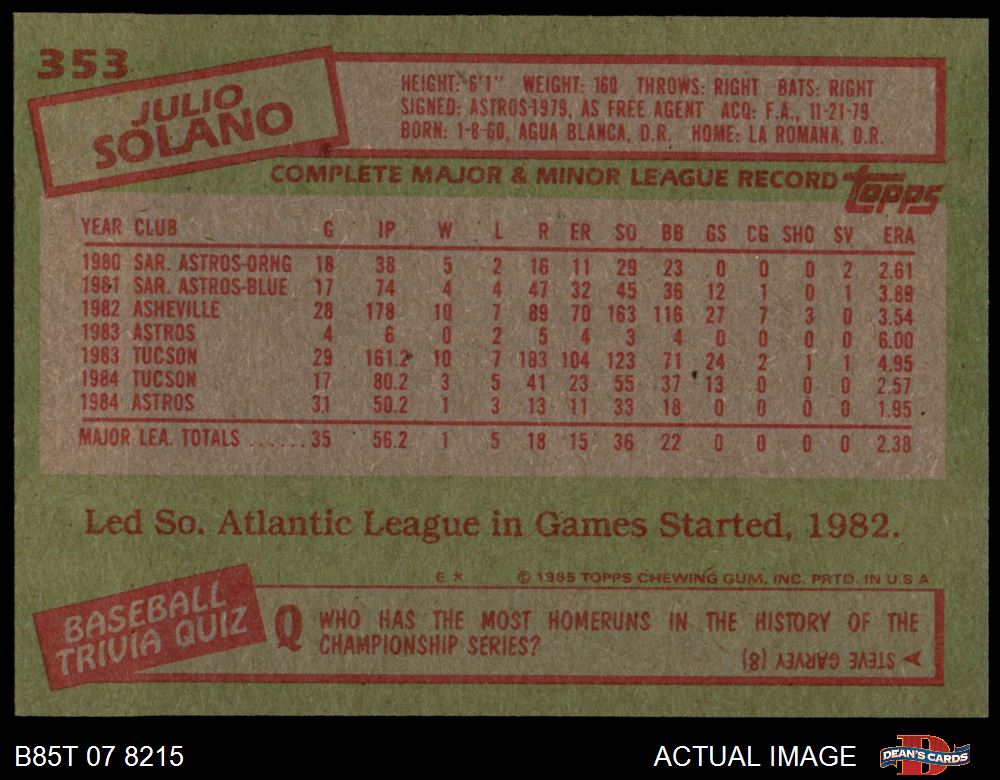 353
JULIO
SOLANO
HEIGHT: 6'1" WEIGHT: 160 THROWS: RIGHT BATS: RIGHT
SIGNED: ASTROS-1979, AS FREE AGENT ACQ: F.A., 11-21-79
BORN: 1-8-60, AGUA BLANCA, D.R. HOME: LA ROMANA, D.R.
COMPLETE MAJOR & MINOR LEAGUE RECORD topps
YEAR CLUB G IP W L R ER SO BB GS CG SHO SV ERA
1980 SAR. ASTROS-ORNG 18 38 5 2 16 11 29 23 0 0 0 2 2.61
1981 SAR. ASTROS-BLUE 17 74 4 4 47 32 45 36 12 1 0 1 3.89
1982 ASHEVILLE 28 178 10 7 89 70 163 116 27 7 3 0 3.54
1983 ASTROS 4 6 0 2 5 4 3 4 0 0 0 0 6.00
1983 TUCSON 29 161.2 10 7 183 104 123 71 24 2 1 1 4.95
1984 TUCSON 17 80.2 3 5 41 23 55 37 13 0 0 0 2.57
1984 ASTROS 31 50.2 1 3 13 11 33 18 0 0 0 0 1.95
MAJOR LEA. TOTALS ......35 56.2 1 5 18 15 36 22 0 0 0 0 2.38
Led So. Atlantic League in Games Started, 1982.
E * © 1985 TOPPS CHEWING GUM, INC. PRTD. IN U.S.A.
BASEBALL
TRIVIA QUIZ
Q WHO HAS THE MOST HOMERUNS IN THE HISTORY OF THE
CHAMPIONSHIP SERIES?
STEVE GARVEY (8)
B85T 07 8215 ACTUAL IMAGE DEAN'S CARDS